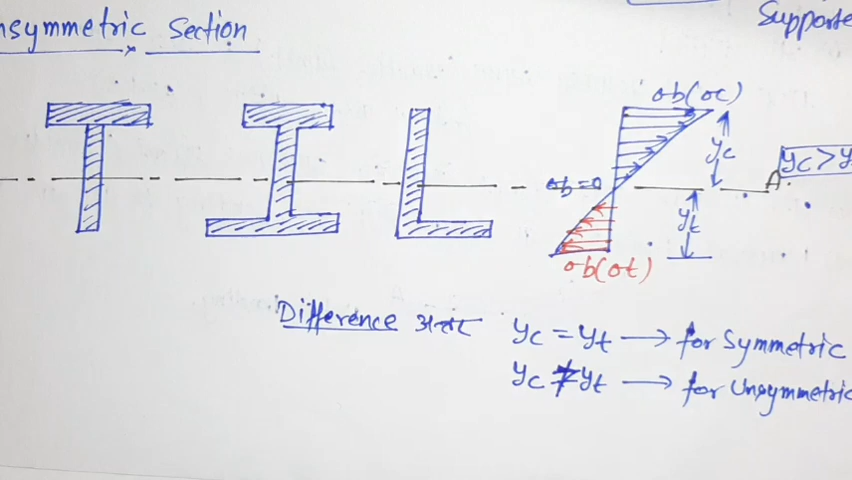 nsymmetric Section
Supporte
σb(σc)
yc
yc > y
σb=0
A
yt
σb(σt)
Difference अंतर yc = yt → for Symmetric
yc ≠ yt → for Unsymmetric